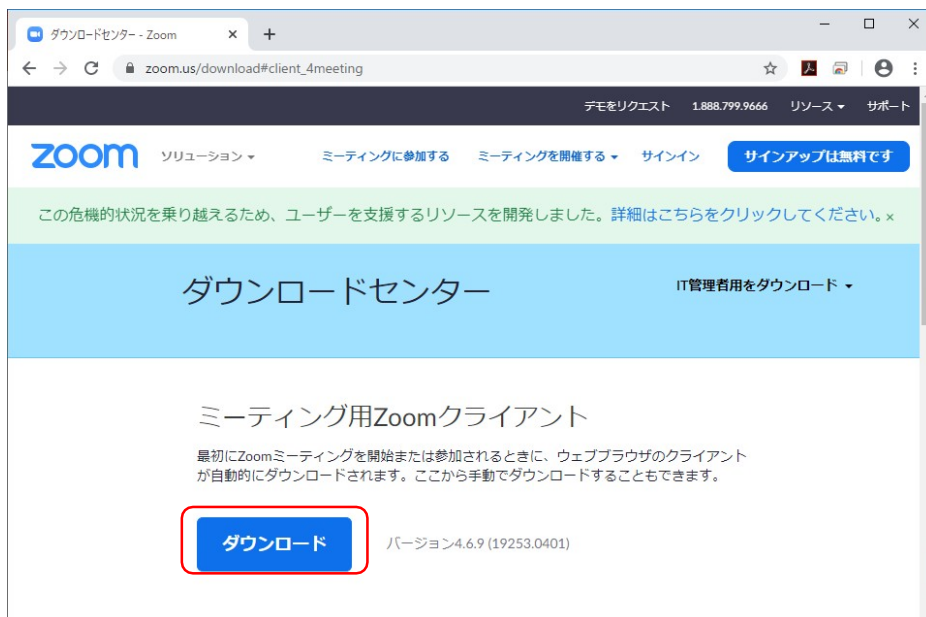 ダウンロードセンター - Zoom
zoom.us/download#client_4meeting
デモをリクエスト 1.888.799.9666 リソース サポート
zoom ソリューション ミーティングに参加する ミーティングを開催する サインイン サインアップは無料です
この危機的状況を乗り越えるため、ユーザーを支援するリソースを開発しました。詳細はこちらをクリックしてください。×
ダウンロードセンター IT管理者用をダウンロード
ミーティング用Zoomクライアント
最初にZoomミーティングを開始または参加されるときに、ウェブブラウザのクライアント
が自動的にダウンロードされます。ここから手動でダウンロードすることもできます。
ダウンロード バージョン4.6.9 (19253.0401)